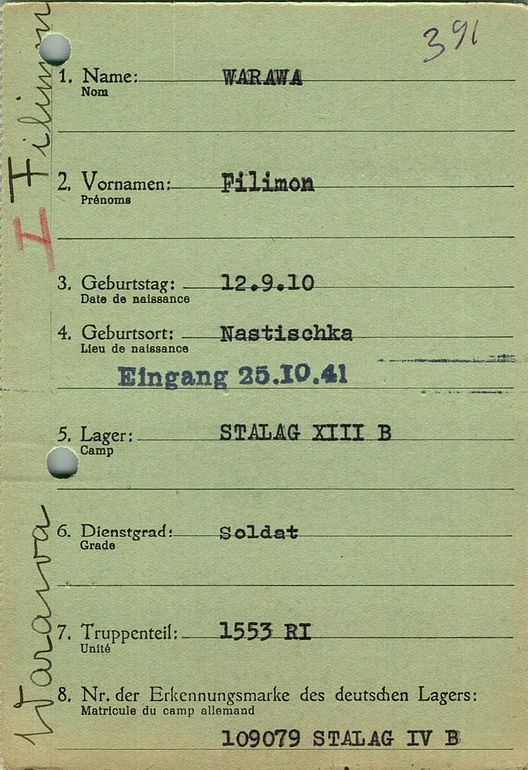 391
1. Name: WARAWA
Nom
2. Vornamen: Filimon
Prénoms
3. Geburtstag: 12.9.10
Date de naissance
4. Geburtsort: Nastischka
Lieu de naissance
Eingang 25.10.41
5. Lager: STALAG XIII B
Camp
6. Dienstgrad: Soldat
Grade
7. Truppenteil: 1553 RI
Unité
8. Nr. der Erkennungsmarke des deutschen Lagers:
Matricule du camp allemand
109079 STALAG IV B
Warawa Filimon
I